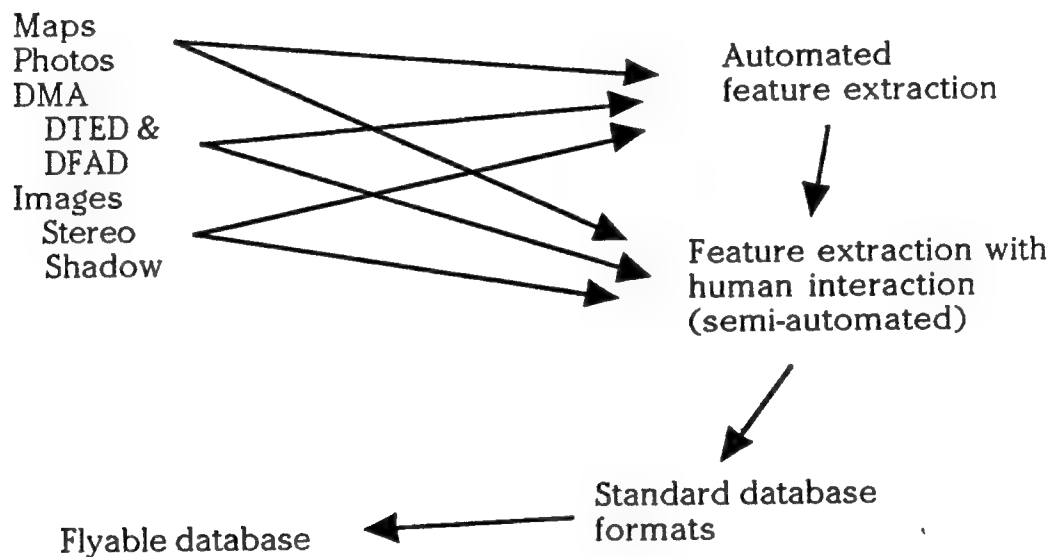 Maps
Photos
DMA
DTED &
DFAD
Images
Stereo
Shadow
Automated
feature extraction
Feature extraction with
human interaction
(semi-automated)
Standard database
formats
Flyable database